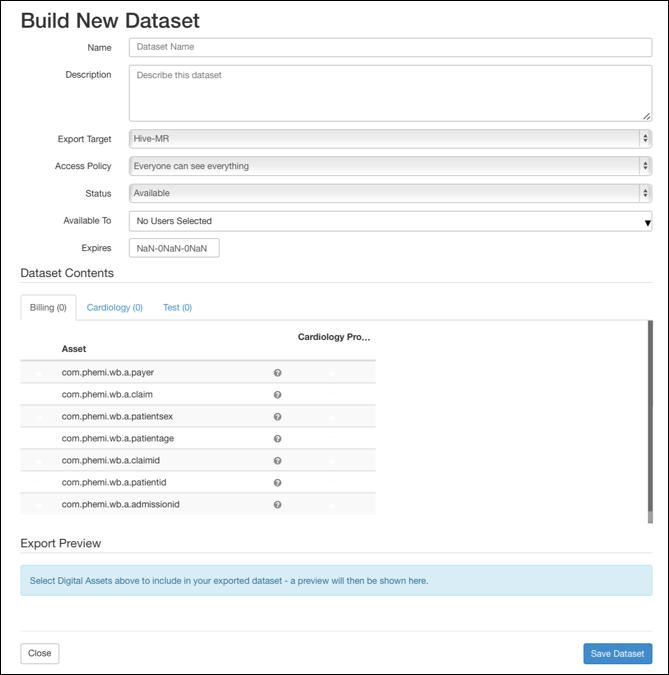 Build New Dataset
Name Dataset Name
Description Describe this dataset
Export Target Hive-MR
Access Policy Everyone can see everything
Status Available
Available To No Users Selected
Expires NaN-0NaN-0NaN
Dataset Contents
Billing (0) Cardiology (0) Test (0)
Cardiology Pro...
Asset
com.phemi.wb.a.payer ?
com.phemi.wb.a.claim ?
com.phemi.wb.a.patientsex ?
com.phemi.wb.a.patientage ?
com.phemi.wb.a.claimid ?
com.phemi.wb.a.patientid ?
com.phemi.wb.a.admissionid ?
Export Preview
Select Digital Assets above to include in your exported dataset - a preview will then be shown here.
Close Save Dataset